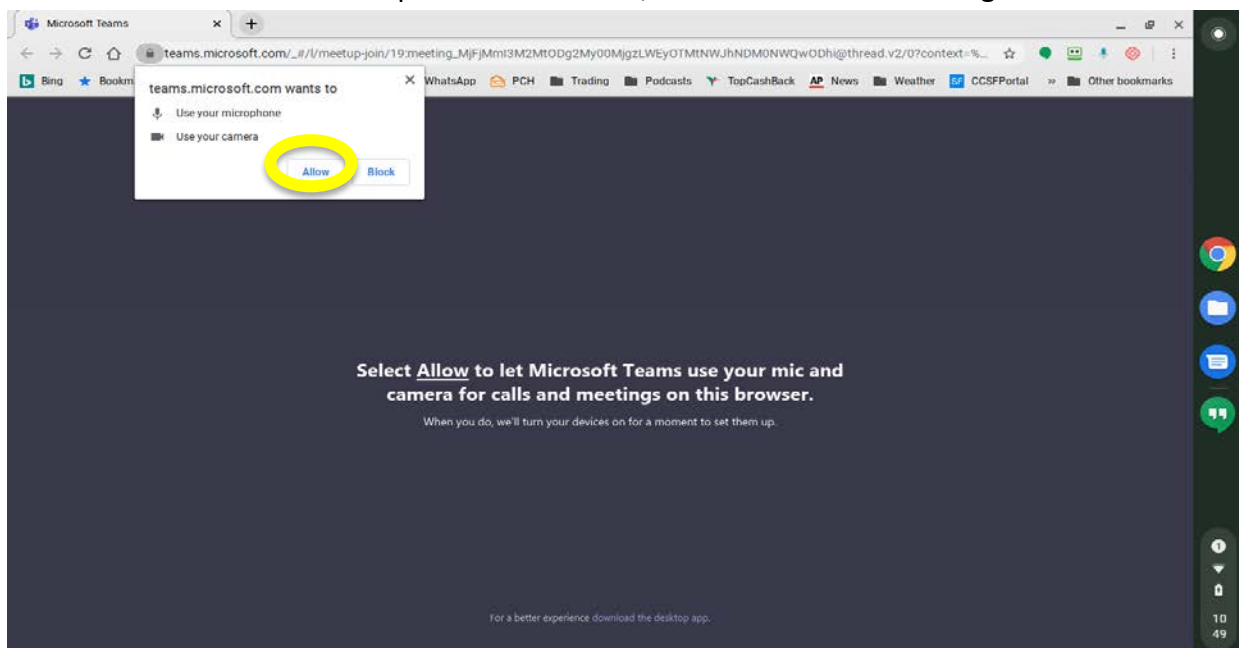 Microsoft Teams
teams.microsoft.com/_#/l/meetup-join/19:meeting_MjFjMmI3M2MtODg2My00MjgzLWEyOTMtNWJhNDM0NWQwODhi@thread.v2/0?context=%...
Bing Bookm WhatsApp PCH Trading Podcasts TopCashBack AP News Weather SF CCSFPortal » Other bookmarks
teams.microsoft.com wants to
Use your microphone
Use your camera
Allow Block
Select Allow to let Microsoft Teams use your mic and
camera for calls and meetings on this browser.
When you do, we'll turn your devices on for a moment to set them up.
For a better experience download the desktop app.
1
10
49